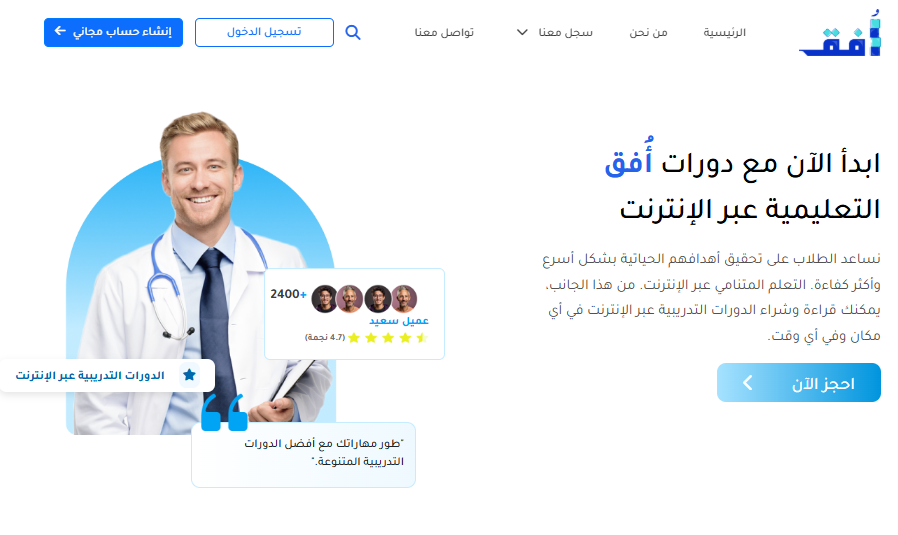 أُفق
الرئيسية
من نحن
سجل معنا
تواصل معنا
تسجيل الدخول
إنشاء حساب مجاني
ابدأ الآن مع دورات أُفق
التعليمية عبر الإنترنت
نساعد الطلاب على تحقيق أهدافهم الحياتية بشكل أسرع
وأكثر كفاءة. التعلم المتنامي عبر الإنترنت. من هذا الجانب،
يمكنك قراءة وشراء الدورات التدريبية عبر الإنترنت في أي
مكان وفي أي وقت.
احجز الآن
2400+
عميل سعيد
(4.7 نجمة)
الدورات التدريبية عبر الإنترنت
"طور مهاراتك مع أفضل الدورات
التدريبية المتنوعة."